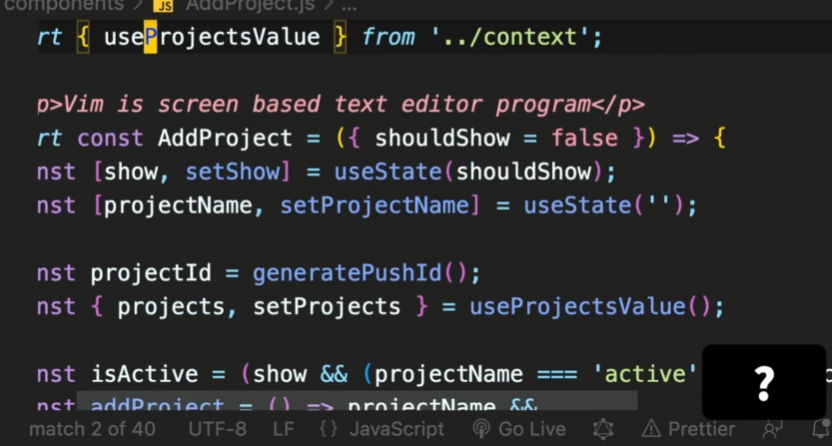 components > JS AddProject.js > ...
rt { useProjectsValue } from '../context';
p>Vim is screen based text editor program</p>
rt const AddProject = ({ shouldShow = false }) => {
nst [show, setShow] = useState(shouldShow);
nst [projectName, setProjectName] = useState('');
nst projectId = generatePushId();
nst { projects, setProjects } = useProjectsValue();
nst isActive = (show && (projectName === 'active'
nst addProject = () => projectName &&
?
match 2 of 40 UTF-8 LF {} JavaScript Go Live Prettier